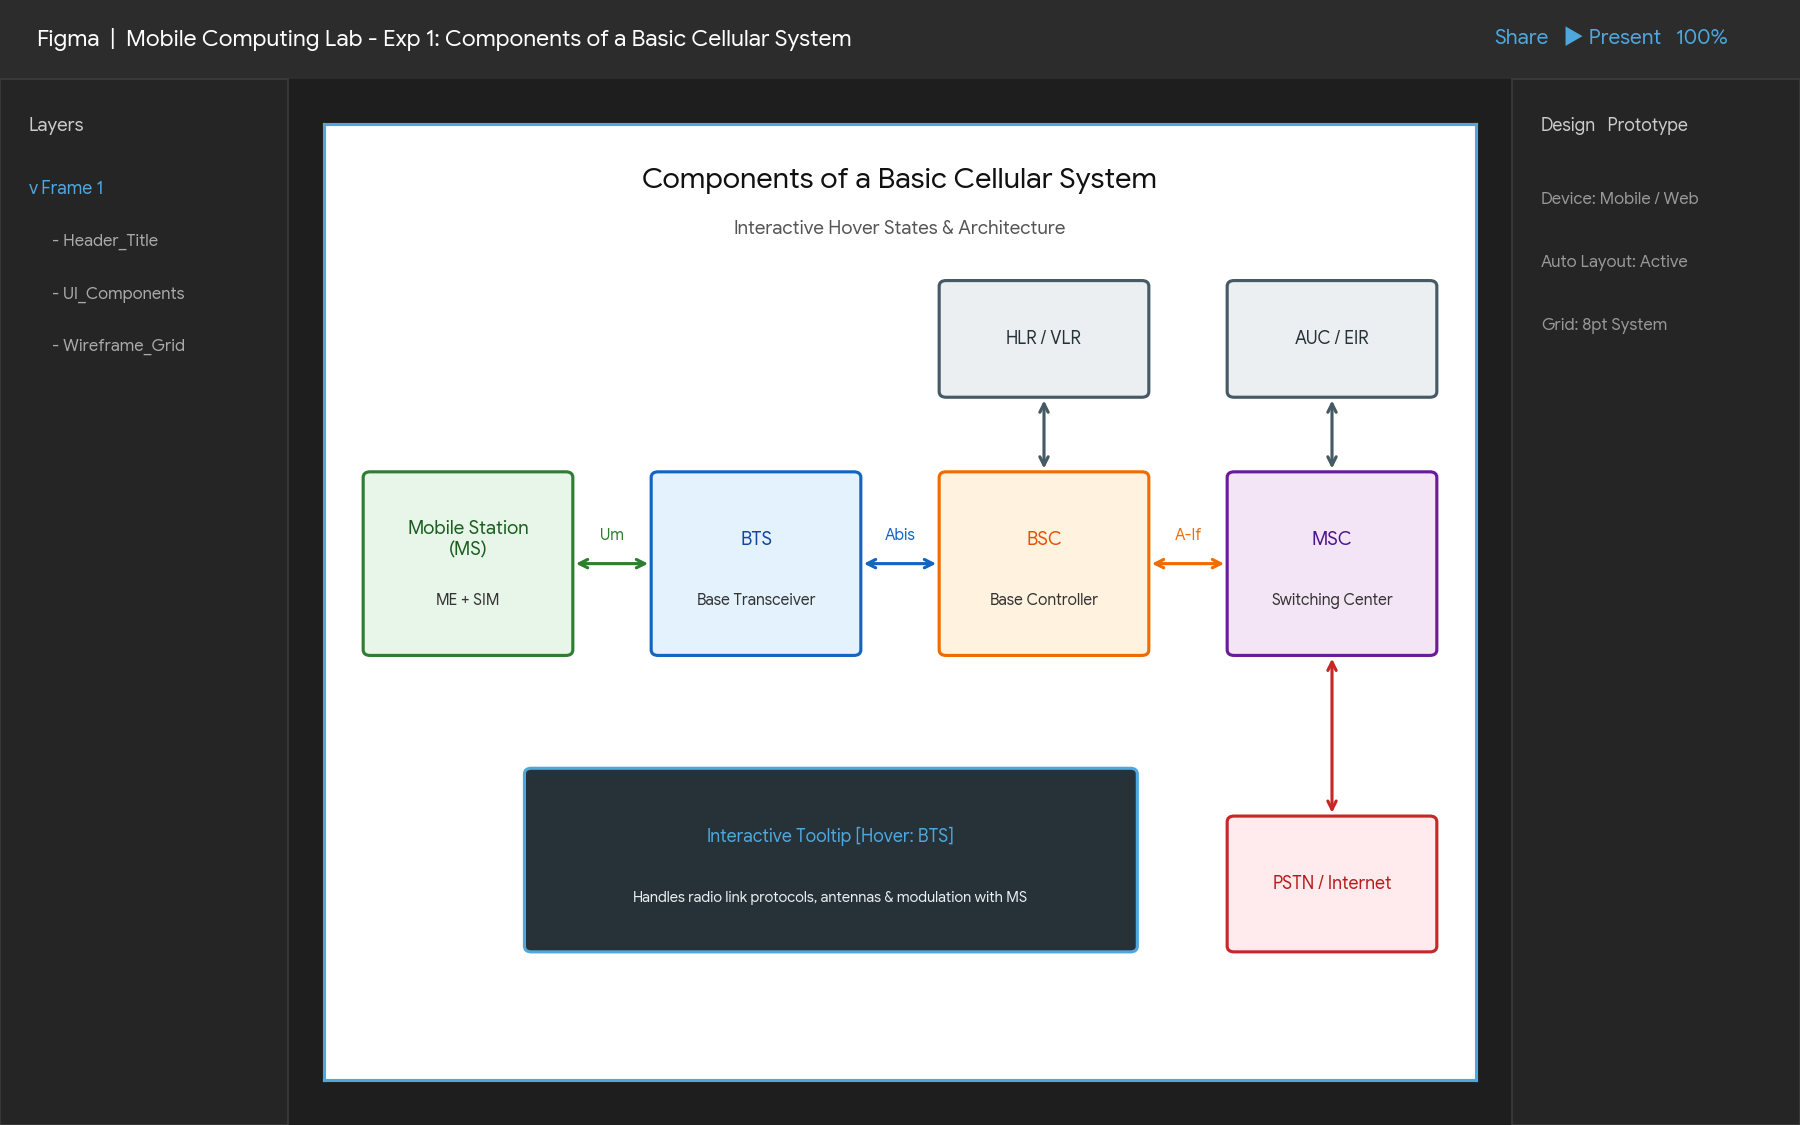 Figma | Mobile Computing Lab - Exp 1: Components of a Basic Cellular System
Share ▶ Present 100%
Layers
v Frame 1
- Header_Title
- UI_Components
- Wireframe_Grid
Components of a Basic Cellular System
Interactive Hover States & Architecture
HLR / VLR
AUC / EIR
Mobile Station
(MS)
ME + SIM
Um
BTS
Base Transceiver
Abis
BSC
Base Controller
A-If
MSC
Switching Center
Interactive Tooltip [Hover: BTS]
Handles radio link protocols, antennas & modulation with MS
PSTN / Internet
Design Prototype
Device: Mobile / Web
Auto Layout: Active
Grid: 8pt System